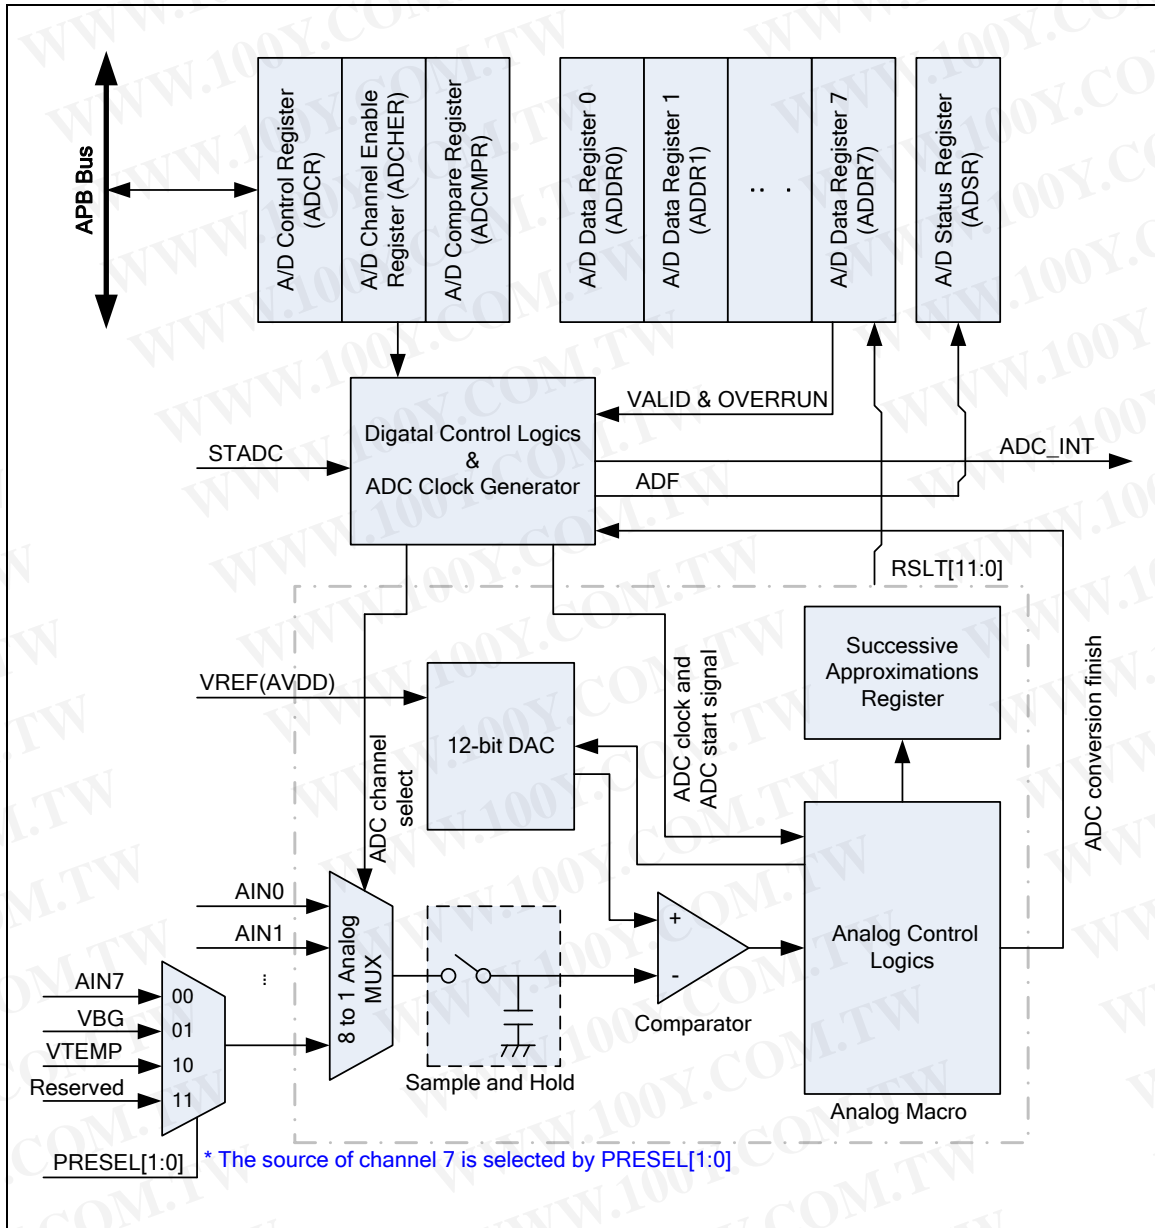 APB Bus
A/D Control Register
(ADCR)
A/D Channel Enable
Register (ADCHER)
A/D Compare Register
(ADCMPR)
A/D Data Register 0
(ADDR0)
A/D Data Register 1
(ADDR1)
.. .
A/D Data Register 7
(ADDR7)
A/D Status Register
(ADSR)
VALID & OVERRUN
STADC
Digatal Control Logics
&
ADC Clock Generator
ADC_INT
ADF
RSLT[11:0]
Successive
Approximations
Register
VREF(AVDD)
12-bit DAC
ADC channel
select
ADC clock and
ADC start signal
ADC conversion finish
AIN0
AIN1
...
8 to 1 Analog
MUX
+
-
Comparator
Analog Control
Logics
AIN7
00
VBG
01
VTEMP
10
Reserved
11
Sample and Hold
Analog Macro
PRESEL[1:0]
* The source of channel 7 is selected by PRESEL[1:0]
WWW.100Y.COM.TW